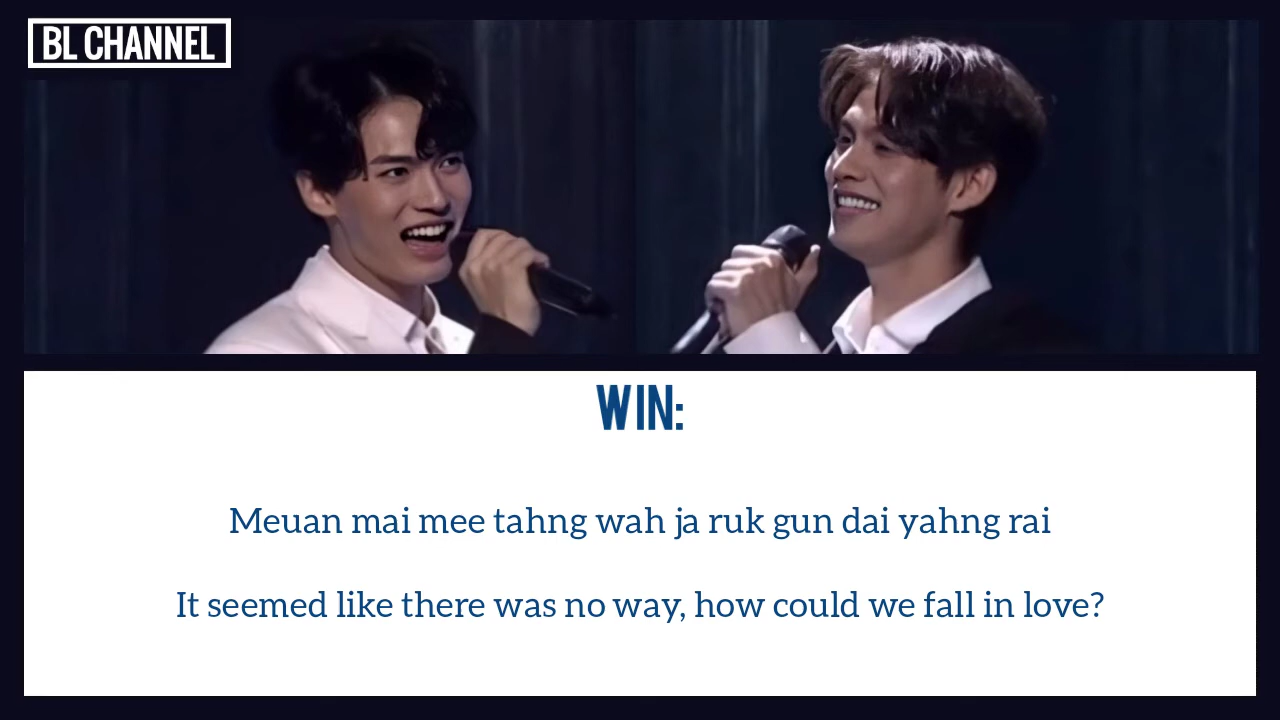 BL CHANNEL
WIN:
Meuan mai mee tahng wah ja ruk gun dai yahng rai
It seemed like there was no way, how could we fall in love?